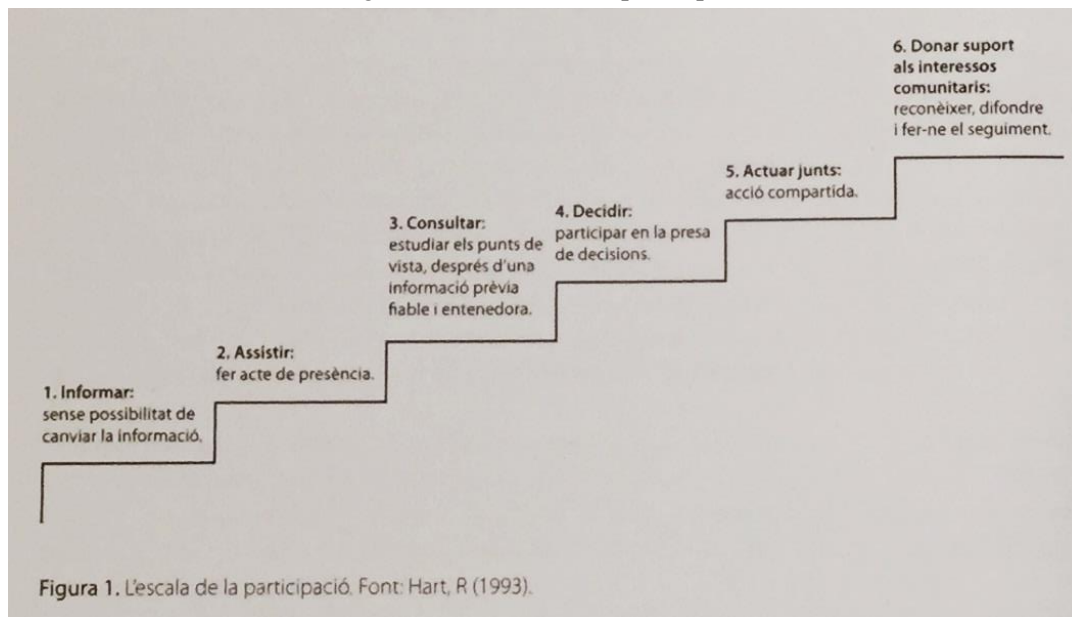 1. Informar:
sense possibilitat de
canviar la informació.
2. Assistir:
fer acte de presència.
3. Consultar:
estudiar els punts de
vista, després d'una
informació prèvia
fiable i entenedora.
4. Decidir:
participar en la presa
de decisions.
5. Actuar junts:
acció compartida.
6. Donar suport
als interessos
comunitaris:
reconèixer, difondre
i fer-ne el seguiment.
Figura 1. L'escala de la participació. Font: Hart, R (1993).